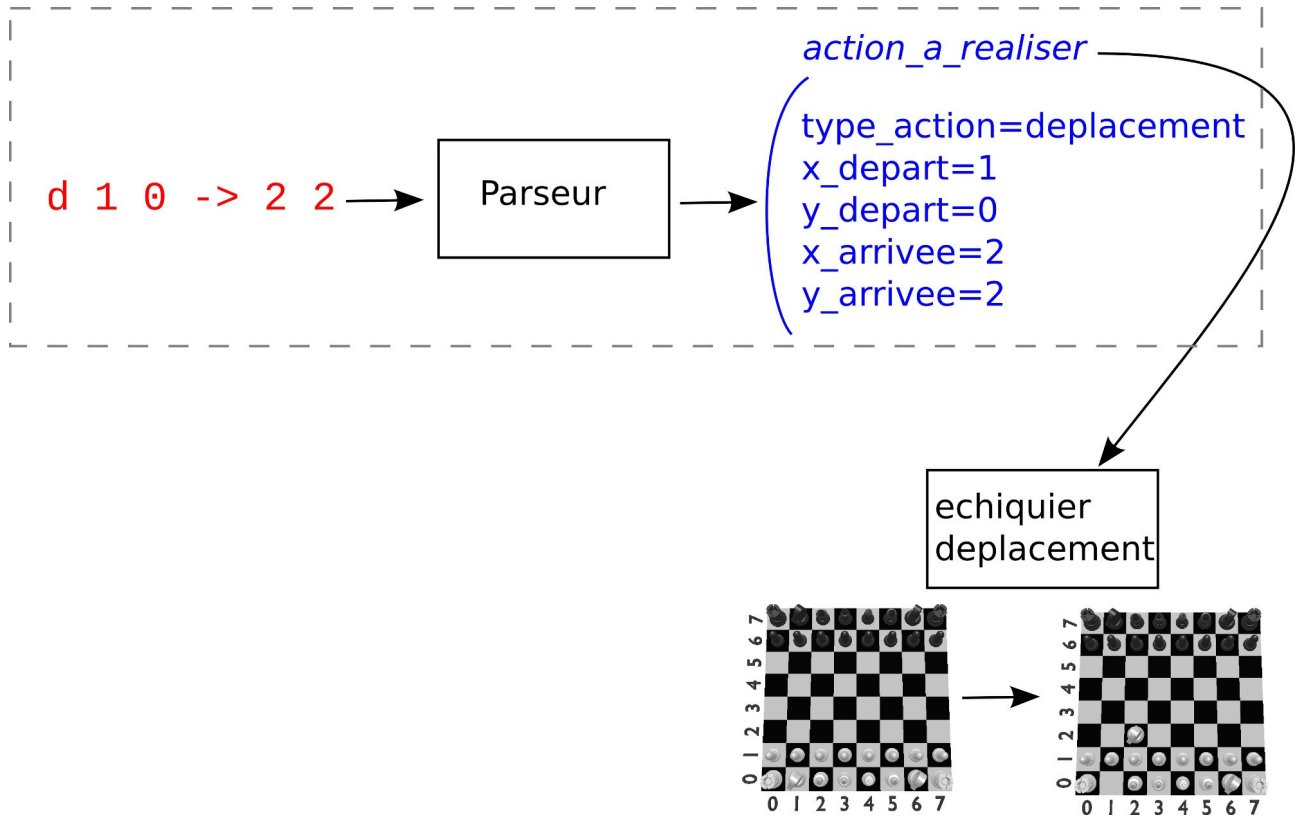 action_a_realiser
type_action=deplacement
x_depart=1
y_depart=0
x_arrivee=2
y_arrivee=2
d 1 0 -> 2 2
Parseur
echiquier
deplacement
7
6
5
4
3
2
1
0
0 1 2 3 4 5 6 7
7
6
5
4
3
2
1
0
0 1 2 3 4 5 6 7